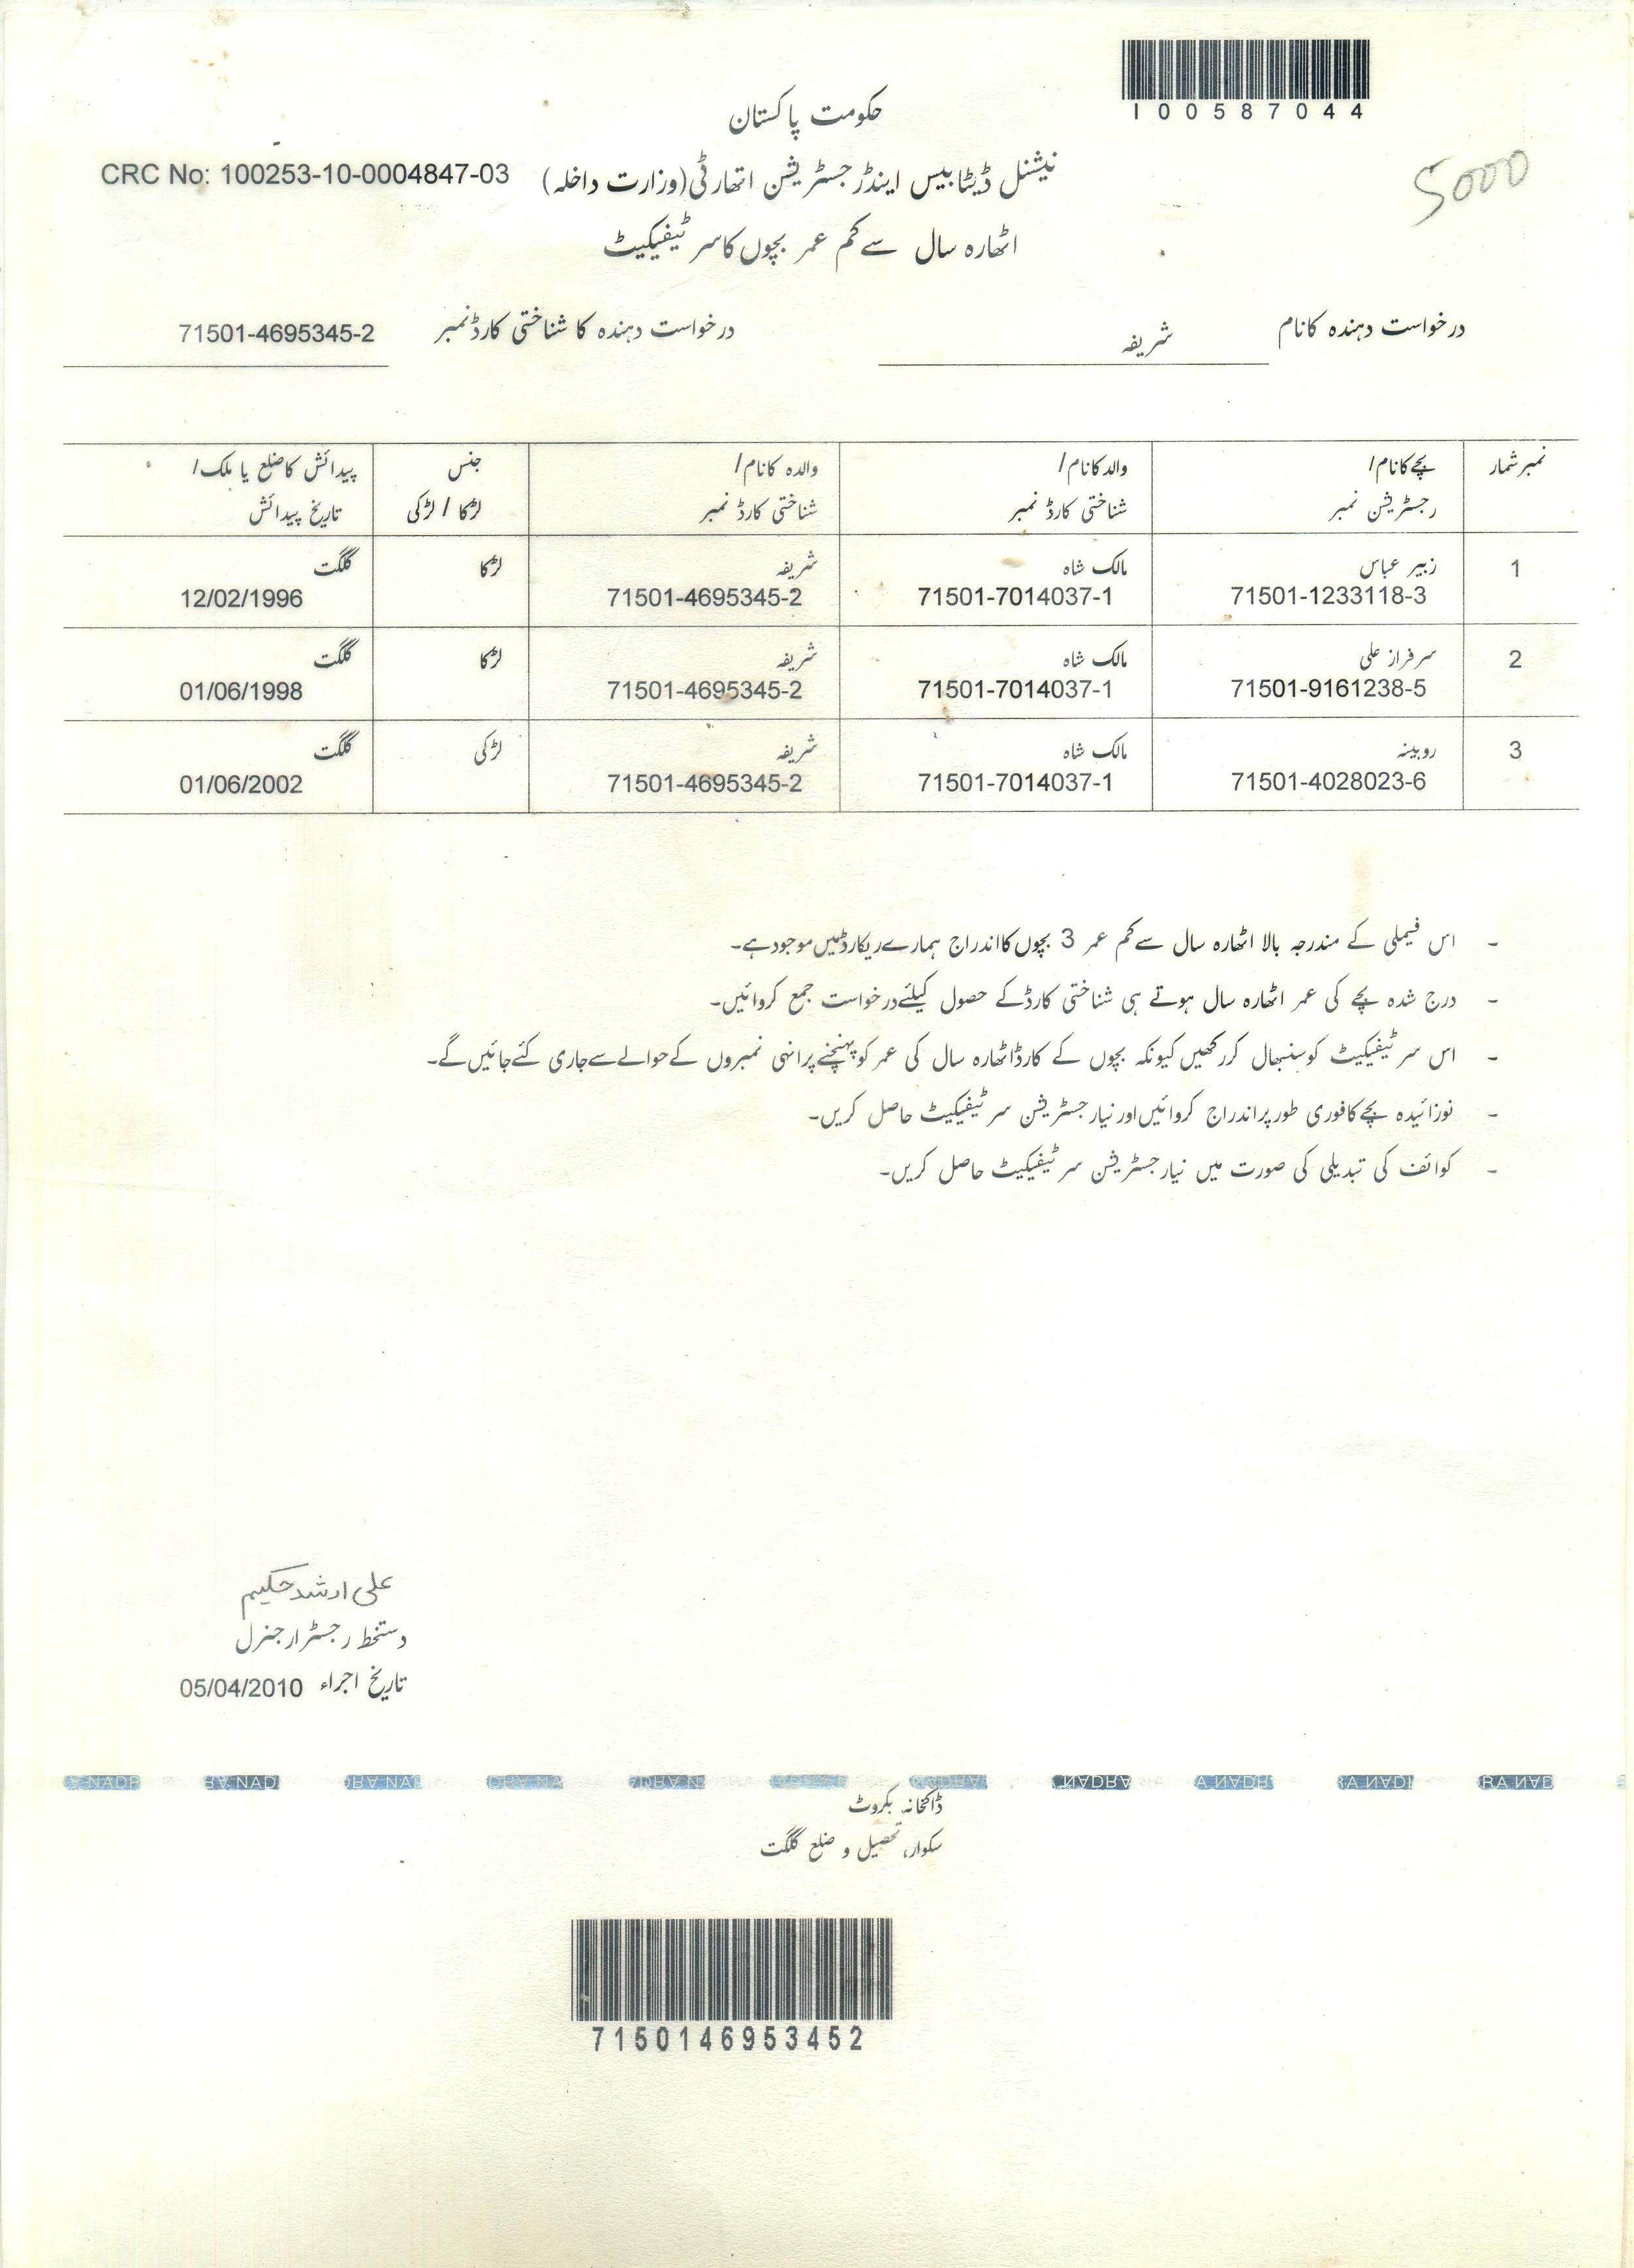 I00587044
حکومت پاکستان
5000
نیشنل ڈیٹابیس اینڈ رجسٹریشن اتھارٹی (وزارت داخلہ) CRC No: 100253-10-0004847-03
اٹھارہ سال سے کم عمر بچوں کا سرٹیفیکیٹ
درخواست دہندہ کا نام شریفہ درخواست دہندہ کا شناختی کارڈ نمبر 71501-4695345-2
نمبر شمار بچے کا نام/ والد کا نام/ والدہ کا نام/ جنس پیدائش کا ضلع یا ملک/
رجسٹریشن نمبر شناختی کارڈ نمبر شناختی کارڈ نمبر لڑکا / لڑکی تاریخ پیدائش
1 زبیر عباس مالک شاہ شریفہ لڑکا گلگت
71501-1233118-3 71501-7014037-1 71501-4695345-2 12/02/1996
2 سرفراز علی مالک شاہ شریفہ لڑکا گلگت
71501-9161238-5 71501-7014037-1 71501-4695345-2 01/06/1998
3 روبینہ مالک شاہ شریفہ لڑکی گلگت
71501-4028023-6 71501-7014037-1 71501-4695345-2 01/06/2002
- اس فیملی کے مندرجہ بالا اٹھارہ سال سے کم عمر 3 بچوں کا اندراج ہمارے ریکارڈ میں موجود ہے۔
- درج شدہ بچے کی عمر اٹھارہ سال ہوتے ہی شناختی کارڈ کے حصول کیلئے درخواست جمع کروائیں۔
- اس سرٹیفیکیٹ کو سنبھال کر رکھیں کیونکہ بچوں کے کارڈ اٹھارہ سال کی عمر کو پہنچنے پر انہی نمبروں کے حوالے سے جاری کئے جائیں گے۔
- نوزائیدہ بچے کا فوری طور پر اندراج کروائیں اور نیا رجسٹریشن سرٹیفیکیٹ حاصل کریں۔
- کوائف کی تبدیلی کی صورت میں نیا رجسٹریشن سرٹیفیکیٹ حاصل کریں۔
علی ارشد حکیم
دستخط رجسٹرار جنرل
تاریخ اجراء 05/04/2010
NADRA NADRA NADRA NADRA NADRA NADRA NADRA NADRA NADRA NADRA NADRA
ڈاکخانہ بگروٹ
سکوار، تحصیل و ضلع گلگت
7150146953452